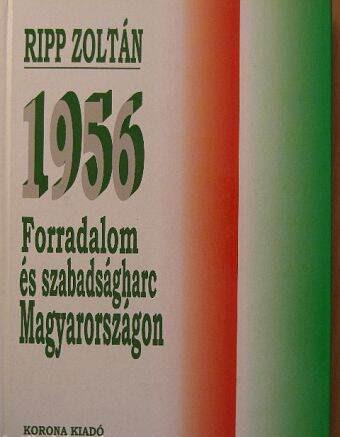 RIPP ZOLTÁN
1956
Forradalom
és szabadságharc
Magyarországon
KORONA KIADÓ